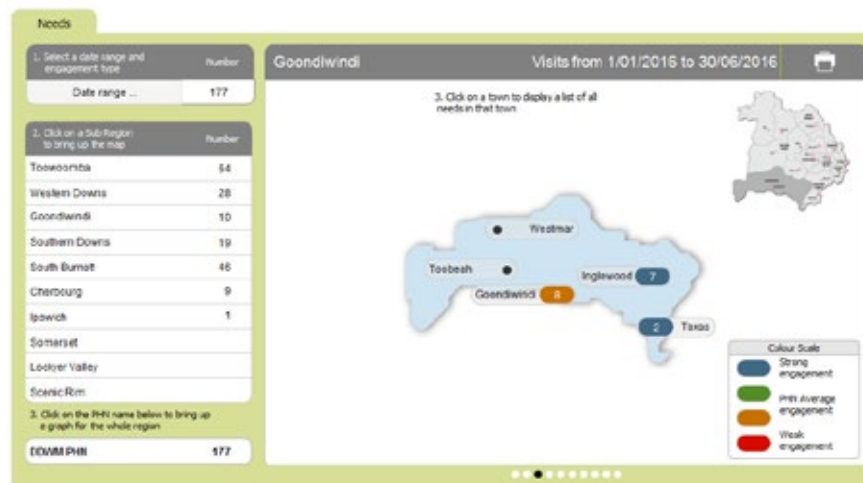 Needs
1. Select a date range and
engagement type
Number
Date range ... 177
2. Click on a Sub Region
to bring up the map
Number
Toowoomba 64
Western Downs 28
Goondiwindi 10
Southern Downs 19
South Burnett 46
Cherbourg 9
Ipswich 1
Somerset
Lockyer Valley
Scenic Rim
3. Click on the PHN name below to bring up
a graph for the whole region
DDWM PHN 177
Goondiwindi Visits from 1/01/2016 to 30/06/2016
3. Click on a town to display a list of all
needs in that town
Westmar
Toobeah
Inglewood 7
Goondiwindi 8
2 Texas
Colour Scale
Strong
engagement
PHN Average
engagement
Weak
engagement